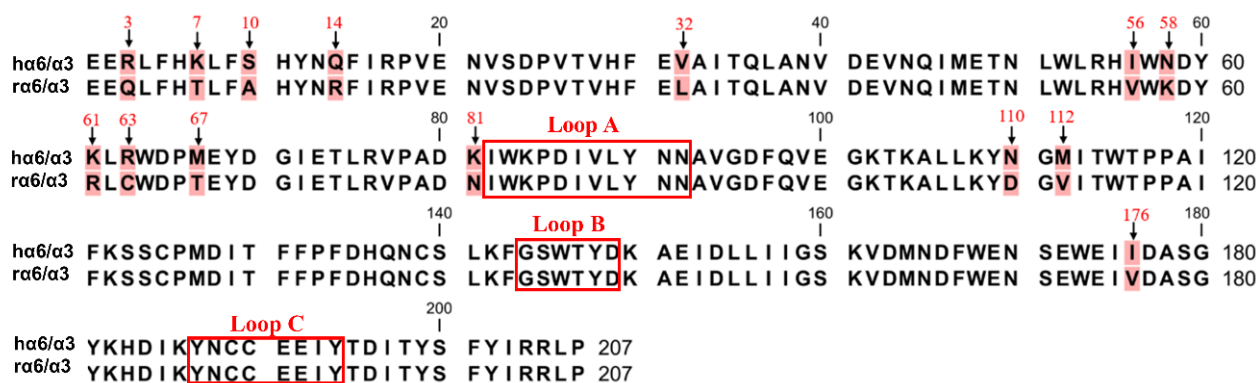 3 7 10 14 20 32 40 56 58 60
hα6/α3 EERLFHKLFS HYNQFIRPVE NVSDPVTVHF EVAITQLANV DEVNQIMETN LWLRHIWNDY 60
rα6/α3 EEQLFHTLFA HYNRFIRPVE NVSDPVTVHF ELAITQLANV DEVNQIMETN LWLRHVWKDY 60
61 63 67 80 81 Loop A 100 110 112 120
hα6/α3 KLRWDPMEYD GIETLRVPAD KIWKPDIVLY NNAVGDFQVE GKTKALLKYN GMITWTPPAI 120
rα6/α3 RLCWDPTEYD GIETLRVPAD NIWKPDIVLY NNAVGDFQVE GKTKALLKYD GVITWTPPAI 120
140 Loop B 160 176 180
hα6/α3 FKSSCPMDIT FFPFDHQNCS LKFGSWTYDK AEIDLLIIGS KVDMNDFWEN SEWEIIDASG 180
rα6/α3 FKSSCPMDIT FFPFDHQNCS LKFGSWTYDK AEIDLLIIGS KVDMNDFWEN SEWEIVDASG 180
Loop C 200
hα6/α3 YKHDIKYNCC EEIYTDITYS FYIRRLP 207
rα6/α3 YKHDIKYNCC EEIYTDITYS FYIRRLP 207